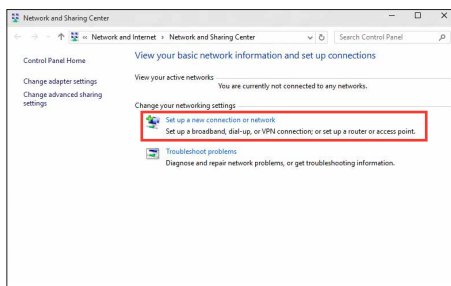 Network and Sharing Center
« Network and Internet › Network and Sharing Center
Search Control Panel
Control Panel Home
Change adapter settings
Change advanced sharing
settings
View your basic network information and set up connections
View your active networks
You are currently not connected to any networks.
Change your networking settings
Set up a new connection or network
Set up a broadband, dial-up, or VPN connection; or set up a router or access point.
Troubleshoot problems
Diagnose and repair network problems, or get troubleshooting information.